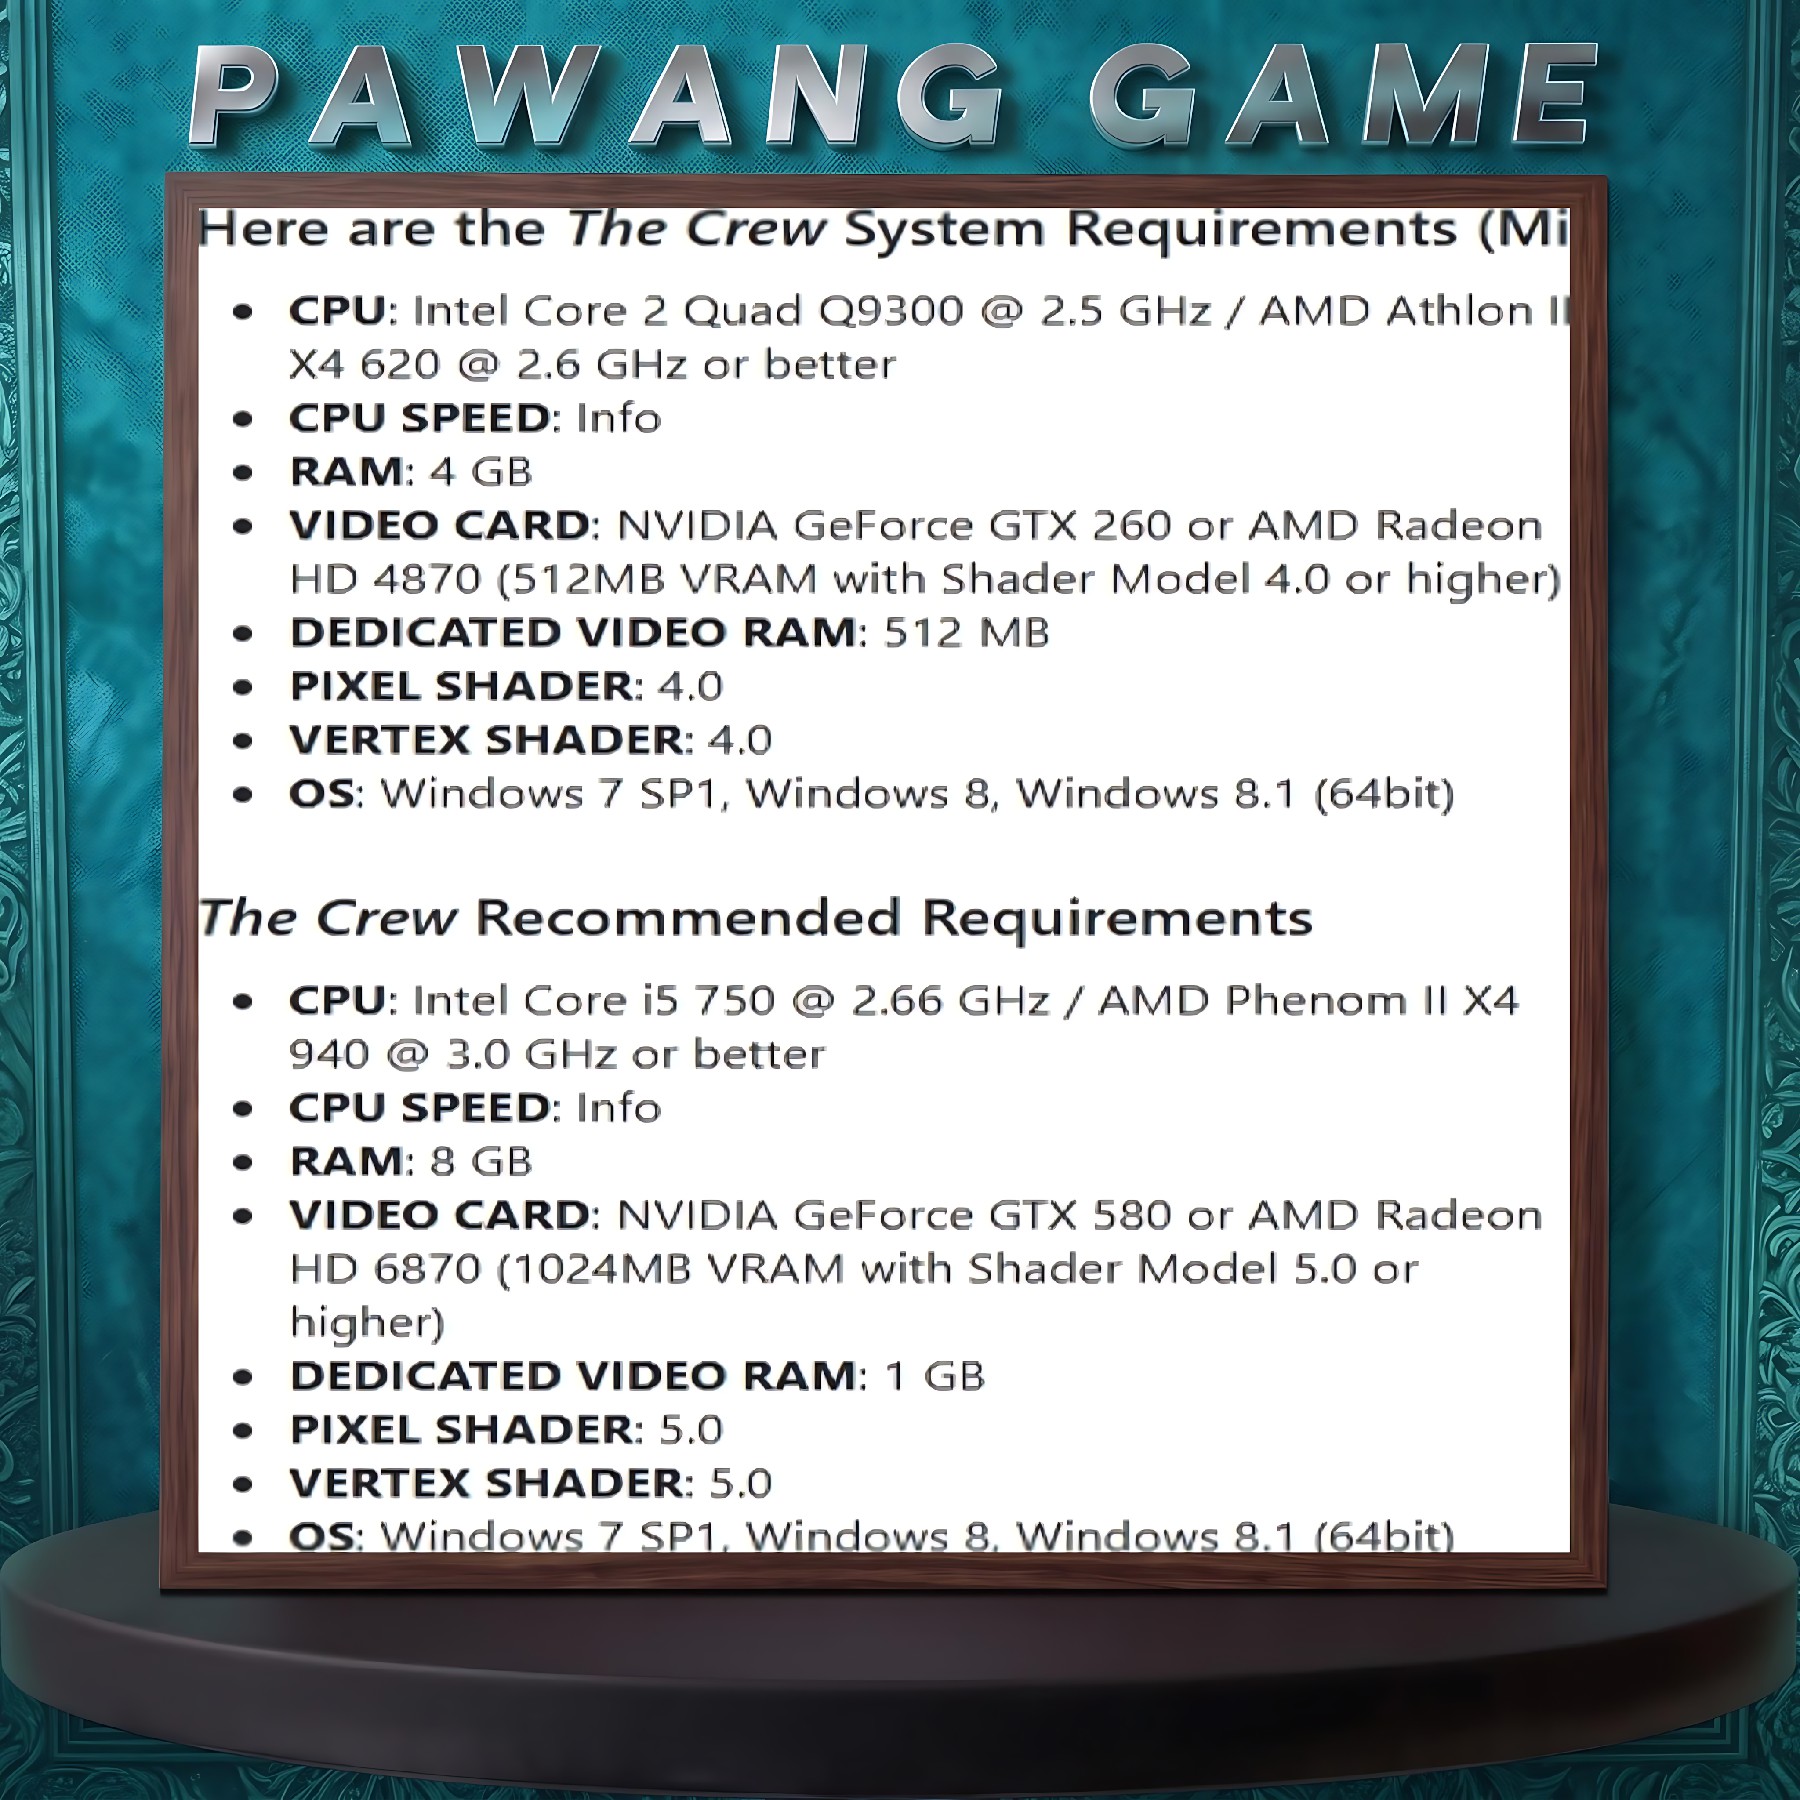 PAWANG GAME
Here are the The Crew System Requirements (Mi
• CPU: Intel Core 2 Quad Q9300 @ 2.5 GHz / AMD Athlon II
X4 620 @ 2.6 GHz or better
• CPU SPEED: Info
• RAM: 4 GB
• VIDEO CARD: NVIDIA GeForce GTX 260 or AMD Radeon
HD 4870 (512MB VRAM with Shader Model 4.0 or higher)
• DEDICATED VIDEO RAM: 512 MB
• PIXEL SHADER: 4.0
• VERTEX SHADER: 4.0
• OS: Windows 7 SP1, Windows 8, Windows 8.1 (64bit)
The Crew Recommended Requirements
• CPU: Intel Core i5 750 @ 2.66 GHz / AMD Phenom II X4
940 @ 3.0 GHz or better
• CPU SPEED: Info
• RAM: 8 GB
• VIDEO CARD: NVIDIA GeForce GTX 580 or AMD Radeon
HD 6870 (1024MB VRAM with Shader Model 5.0 or
higher)
• DEDICATED VIDEO RAM: 1 GB
• PIXEL SHADER: 5.0
• VERTEX SHADER: 5.0
• OS: Windows 7 SP1, Windows 8, Windows 8.1 (64bit)